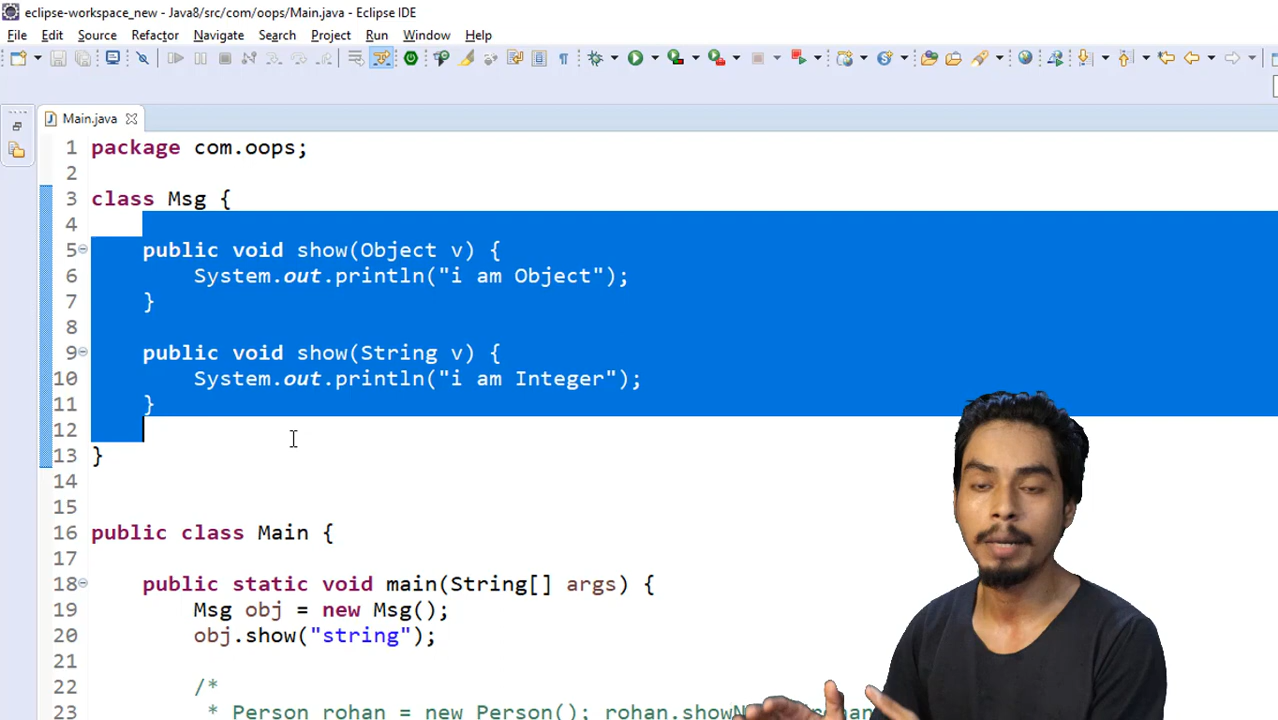 eclipse-workspace_new - Java8/src/com/oops/Main.java - Eclipse IDE
File Edit Source Refactor Navigate Search Project Run Window Help
Main.java
1 package com.oops;
2
3 class Msg {
4
5 public void show(Object v) {
6 System.out.println("i am Object");
7 }
8
9 public void show(String v) {
10 System.out.println("i am Integer");
11 }
12
13 }
14
15
16 public class Main {
17
18 public static void main(String[] args) {
19 Msg obj = new Msg();
20 obj.show("string");
21
22 /*
23 * Person rohan = new Person();